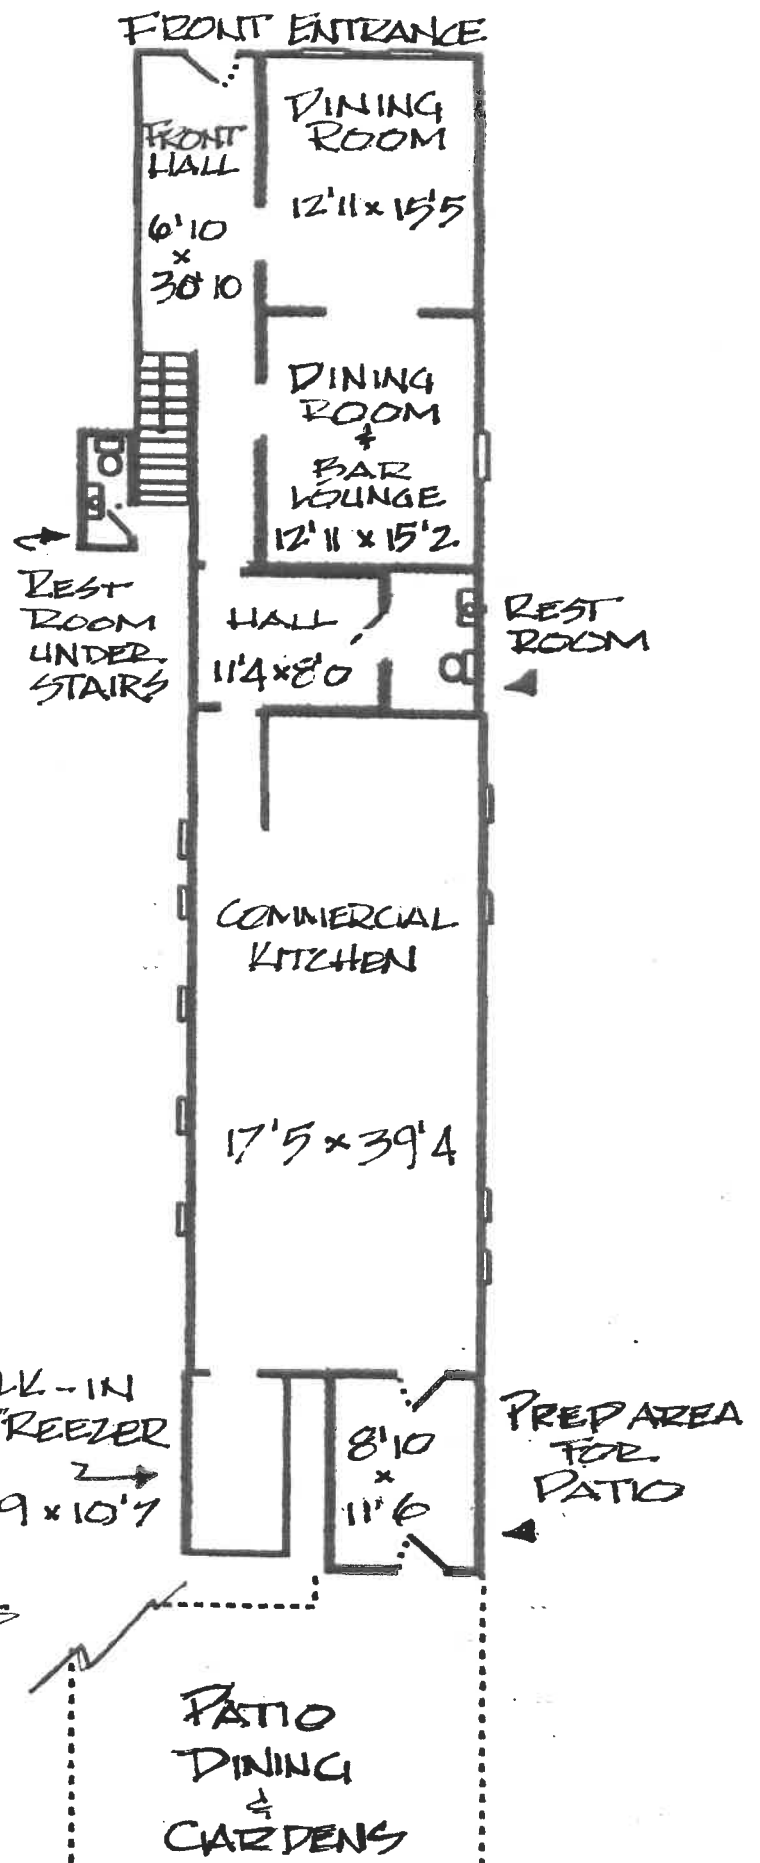 FRONT ENTRANCE
DINING
ROOM
12'11 x 15'5
FRONT
HALL
6'10
x
30'10
DINING
ROOM
&
BAR
LOUNGE
12'11 x 15'2
REST
ROOM
UNDER
STAIRS
HALL
11'4 x 8'0
REST
ROOM
COMMERCIAL
KITCHEN
17'5 x 39'4
LK-IN
FREEZER
9 x 10'7
8'10
x
11'6
PREP AREA
FOR
PATIO
PATIO
DINING
&
GARDENS